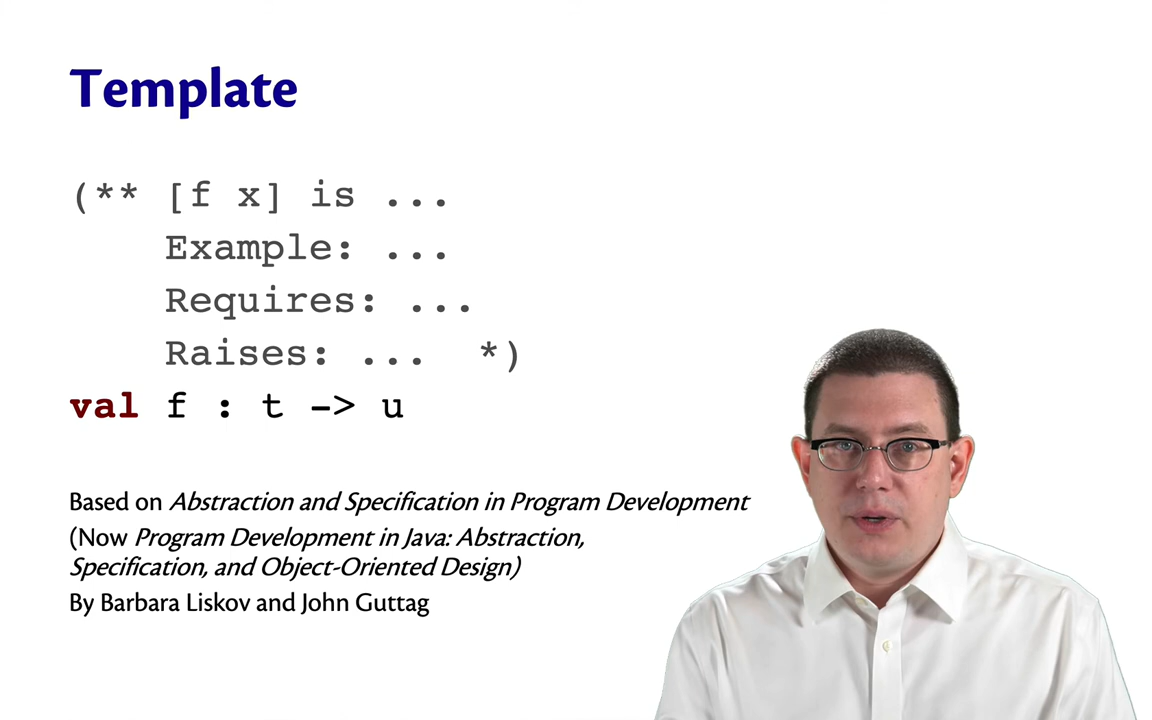 Template
(** [f x] is ...
Example: ...
Requires: ...
Raises: ... *)
val f : t -> u
Based on Abstraction and Specification in Program Development
(Now Program Development in Java: Abstraction,
Specification, and Object-Oriented Design)
By Barbara Liskov and John Guttag